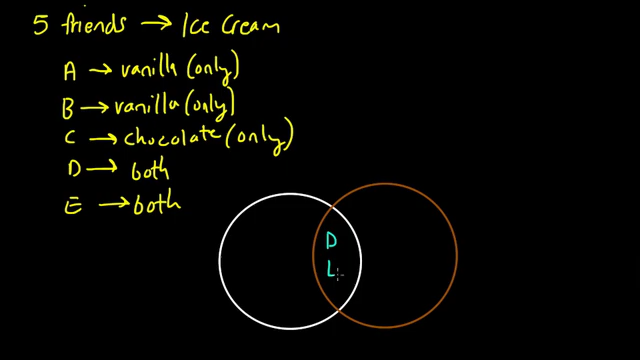 5 friends → Ice Cream
A → vanilla (only)
B → vanilla (only)
C → chocolate (only)
D → both
E → both
D
L